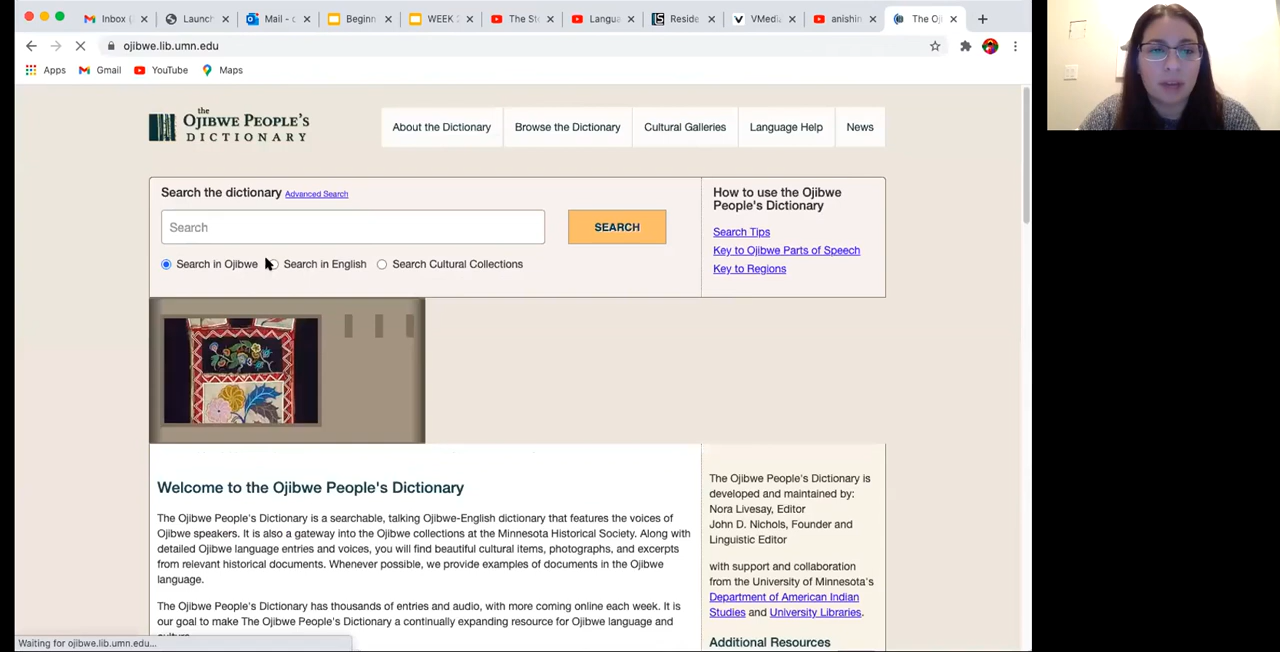 Inbox (
Launch
Mail - c
Beginn
WEEK
The St
Langua
Reside
VMedi
anishin
The Oj
ojibwe.lib.umn.edu
Apps
Gmail
YouTube
Maps
the
OJIBWE PEOPLE'S
DICTIONARY
About the Dictionary
Browse the Dictionary
Cultural Galleries
Language Help
News
Search the dictionary Advanced Search
Search
SEARCH
Search in Ojibwe
Search in English
Search Cultural Collections
How to use the Ojibwe
People's Dictionary
Search Tips
Key to Ojibwe Parts of Speech
Key to Regions
Welcome to the Ojibwe People's Dictionary
The Ojibwe People's Dictionary is a searchable, talking Ojibwe-English dictionary that features the voices of
Ojibwe speakers. It is also a gateway into the Ojibwe collections at the Minnesota Historical Society. Along with
detailed Ojibwe language entries and voices, you will find beautiful cultural items, photographs, and excerpts
from relevant historical documents. Whenever possible, we provide examples of documents in the Ojibwe
language.
The Ojibwe People's Dictionary has thousands of entries and audio, with more coming online each week. It is
our goal to make The Ojibwe People's Dictionary a continually expanding resource for Ojibwe language and
The Ojibwe People's Dictionary is
developed and maintained by:
Nora Livesay, Editor
John D. Nichols, Founder and
Linguistic Editor
with support and collaboration
from the University of Minnesota's
Department of American Indian
Studies and University Libraries.
Additional Resources
Waiting for ojibwe.lib.umn.edu...